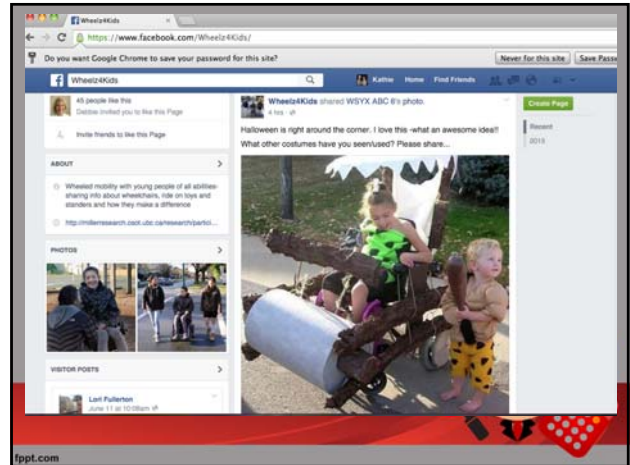 Wheelz4Kids
https://www.facebook.com/Wheelz4Kids/
Do you want Google Chrome to save your password for this site?
Never for this site
Save Passw
Wheelz4Kids
Kathie Home Find Friends
45 people like this
Debbie invited you to like this Page
Invite friends to like this Page
ABOUT
Wheeled mobility with young people of all abilities-
sharing info about wheelchairs, ride on toys and
standers and how they make a difference
http://millerresearch.osot.ubc.ca/research/partici...
PHOTOS
VISITOR POSTS
Lori Fullerton
June 11 at 10:08am
Wheelz4Kids shared WSYX ABC 6's photo.
4 hrs
Halloween is right around the corner. I love this -what an awesome idea!!
What other costumes have you seen/used? Please share...
Create Page
Recent
2013
fppt.com